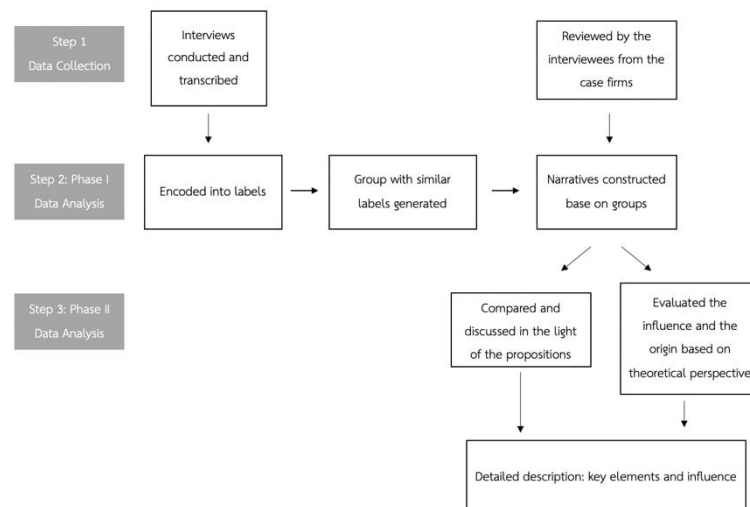 Step 1
Data Collection
Interviews
conducted and
transcribed
Reviewed by the
interviewees from the
case firms
Step 2: Phase I
Data Analysis
Encoded into labels
Group with similar
labels generated
Narratives constructed
base on groups
Step 3: Phase II
Data Analysis
Compared and
discussed in the light
of the propositions
Evaluated the
influence and the
origin based on
theoretical perspective
Detailed description: key elements and influence